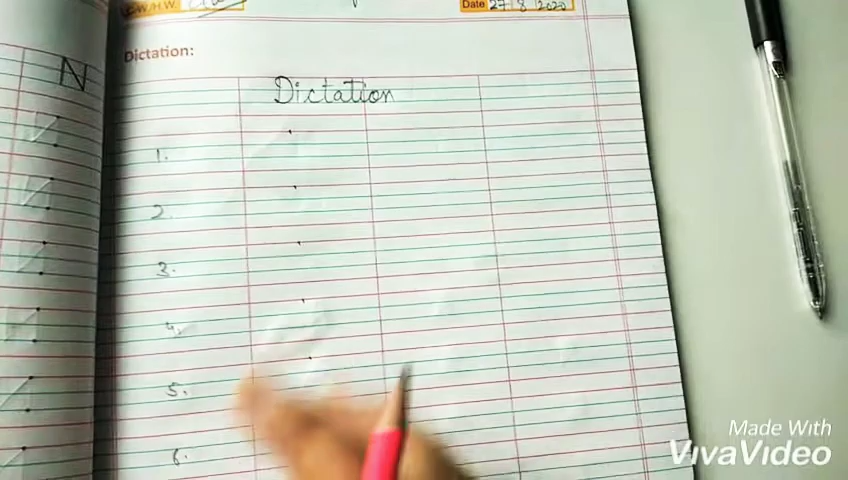 C.W/H.W.
Date 27 8 2020
N
Dictation:
Dictation
1.
2.
3.
4.
5.
6.
Made With
VivaVideo